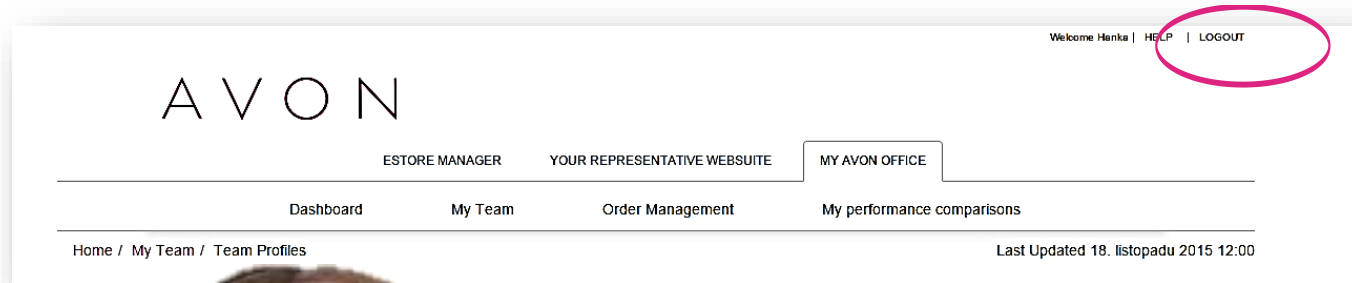 Welcome Hanka | HELP | LOGOUT
AVON
ESTORE MANAGER YOUR REPRESENTATIVE WEBSUITE MY AVON OFFICE
Dashboard My Team Order Management My performance comparisons
Home / My Team / Team Profiles Last Updated 18. listopadu 2015 12:00